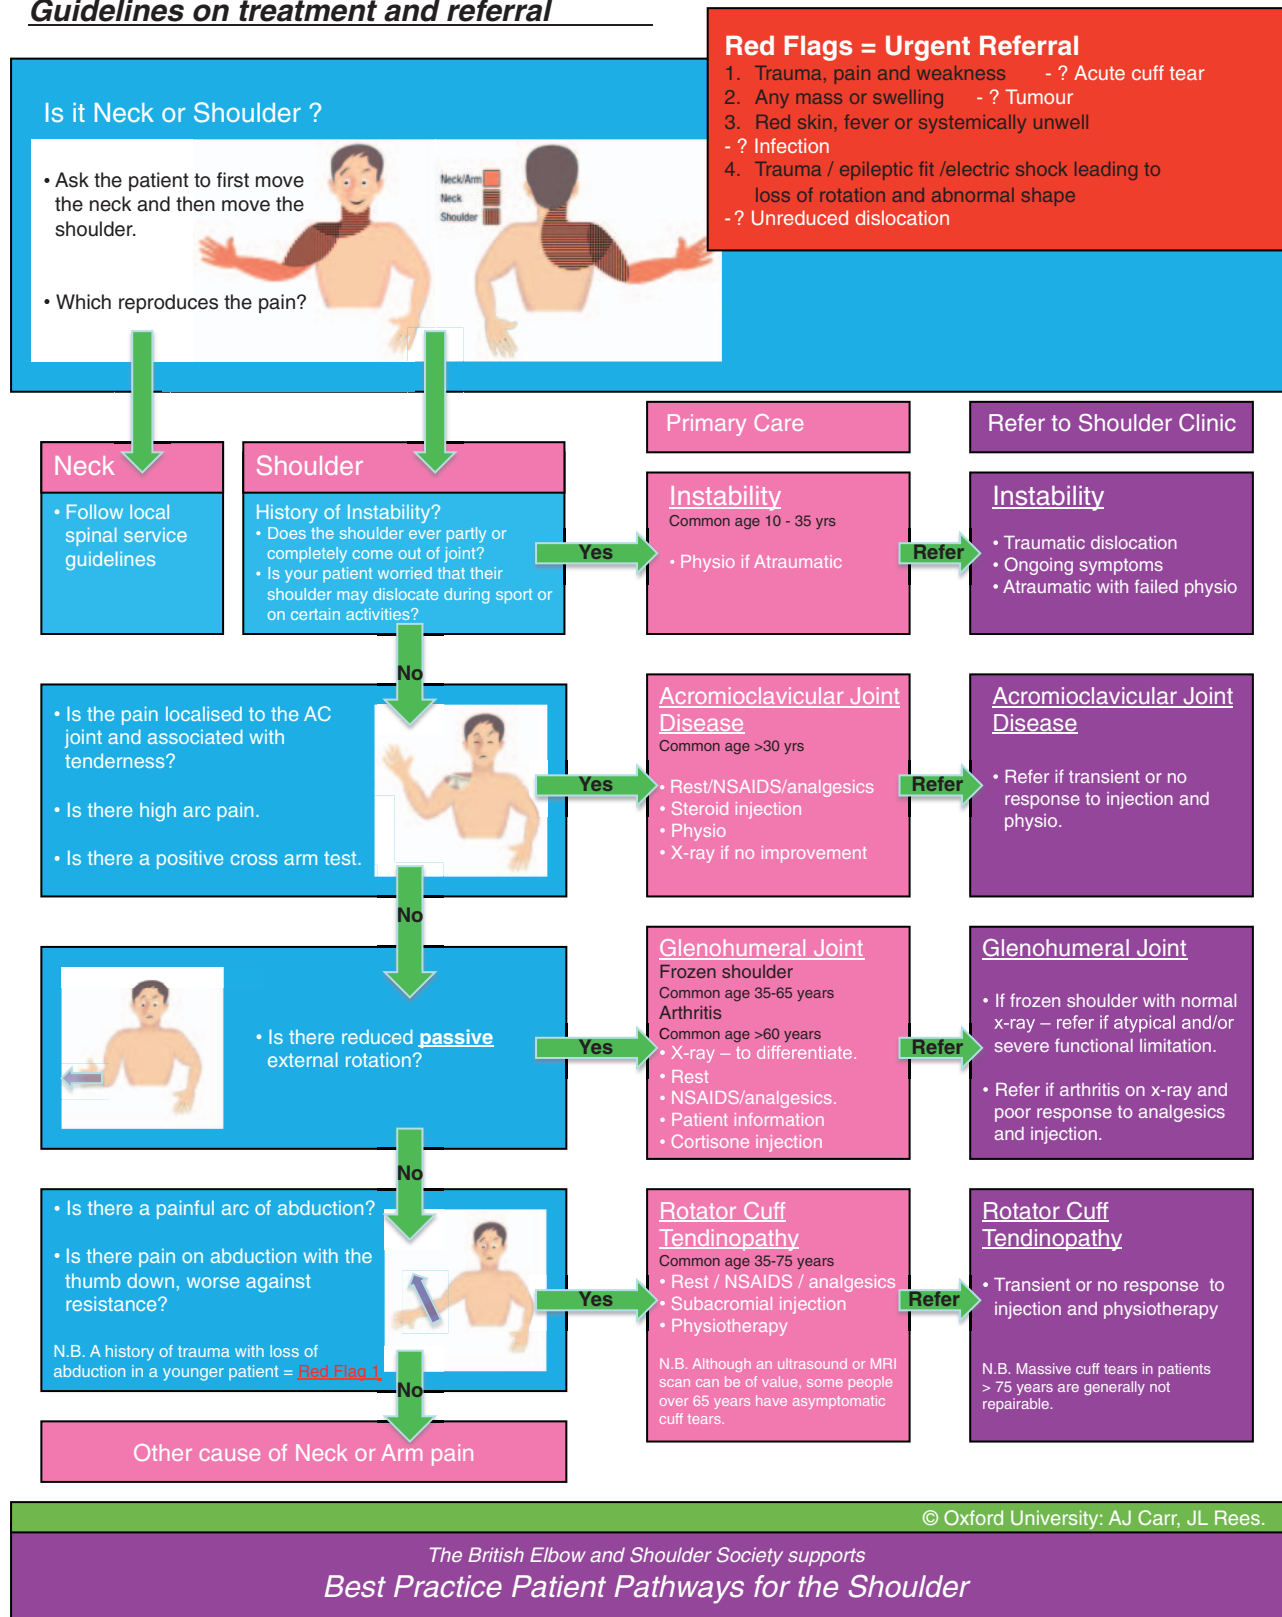 Guidelines on treatment and referral
Red Flags = Urgent Referral
1. Trauma, pain and weakness - ? Acute cuff tear
2. Any mass or swelling - ? Tumour
3. Red skin, fever or systemically unwell
- ? Infection
4. Trauma / epileptic fit /electric shock leading to
loss of rotation and abnormal shape
-? Unreduced dislocation
Is it Neck or Shoulder ?
• Ask the patient to first move
the neck and then move the
shoulder.
• Which reproduces the pain?
Neck/Arm
Neck
Shoulder
Primary Care
Refer to Shoulder Clinic
Neck
• Follow local
spinal service
guidelines
Shoulder
History of Instability?
• Does the shoulder ever partly or
completely come out of joint?
• Is your patient worried that their
shoulder may dislocate during sport or
on certain activities?
Yes
Instability
Common age 10 - 35 yrs
• Physio if Atraumatic
Refer
Instability
• Traumatic dislocation
• Ongoing symptoms
• Atraumatic with failed physio
No
• Is the pain localised to the AC
joint and associated with
tenderness?
• Is there high arc pain.
• Is there a positive cross arm test.
Yes
Acromioclavicular Joint
Disease
Common age >30 yrs
• Rest/NSAIDS/analgesics
• Steroid injection
• Physio
• X-ray if no improvement
Refer
Acromioclavicular Joint
Disease
• Refer if transient or no
response to injection and
physio.
No
• Is there reduced passive
external rotation?
Yes
Glenohumeral Joint
Frozen shoulder
Common age 35-65 years
Arthritis
Common age >60 years
• X-ray – to differentiate.
• Rest
• NSAIDS/analgesics.
• Patient information
• Cortisone injection
Refer
Glenohumeral Joint
• If frozen shoulder with normal
x-ray – refer if atypical and/or
severe functional limitation.
• Refer if arthritis on x-ray and
poor response to analgesics
and injection.
No
• Is there a painful arc of abduction?
• Is there pain on abduction with the
thumb down, worse against
resistance?
N.B. A history of trauma with loss of
abduction in a younger patient = Red Flag 1
Yes
Rotator Cuff
Tendinopathy
Common age 35-75 years
• Rest / NSAIDS / analgesics
• Subacromial injection
• Physiotherapy
N.B. Although an ultrasound or MRI
scan can be of value, some people
over 65 years have asymptomatic
cuff tears.
Refer
Rotator Cuff
Tendinopathy
• Transient or no response to
injection and physiotherapy
N.B. Massive cuff tears in patients
> 75 years are generally not
repairable.
No
Other cause of Neck or Arm pain
© Oxford University: AJ Carr, JL Rees.
The British Elbow and Shoulder Society supports
Best Practice Patient Pathways for the Shoulder